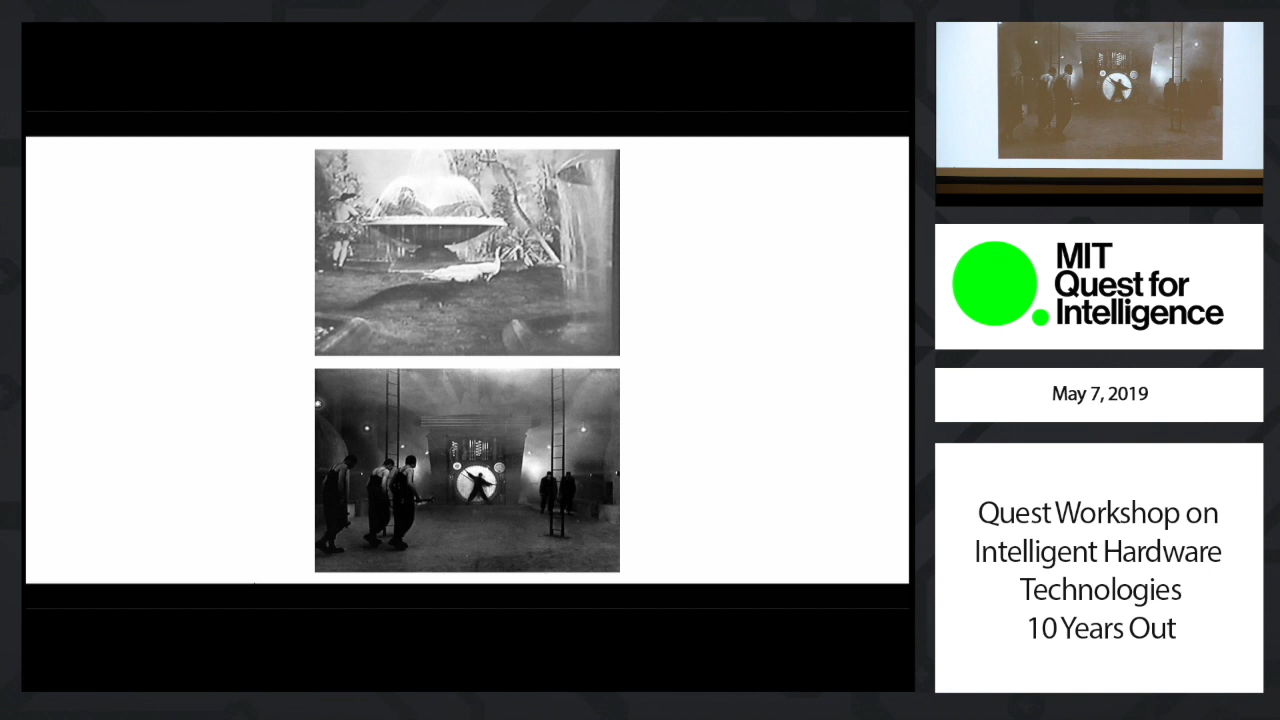 MIT
Quest for
Intelligence
May 7, 2019
Quest Workshop on
Intelligent Hardware
Technologies
10 Years Out